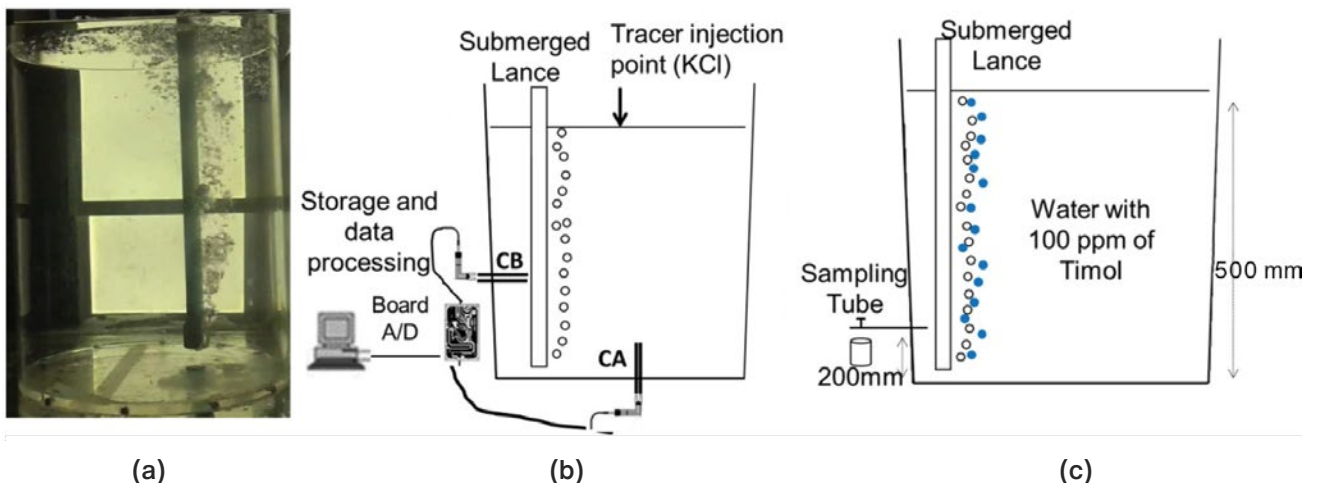 Submerged
Lance
Tracer injection
point (KCl)
Storage and
data
processing
CB
Board
A/D
CA
Submerged
Lance
Water with
100 ppm of
Timol
Sampling
Tube
500 mm
200mm
(a)
(b)
(c)